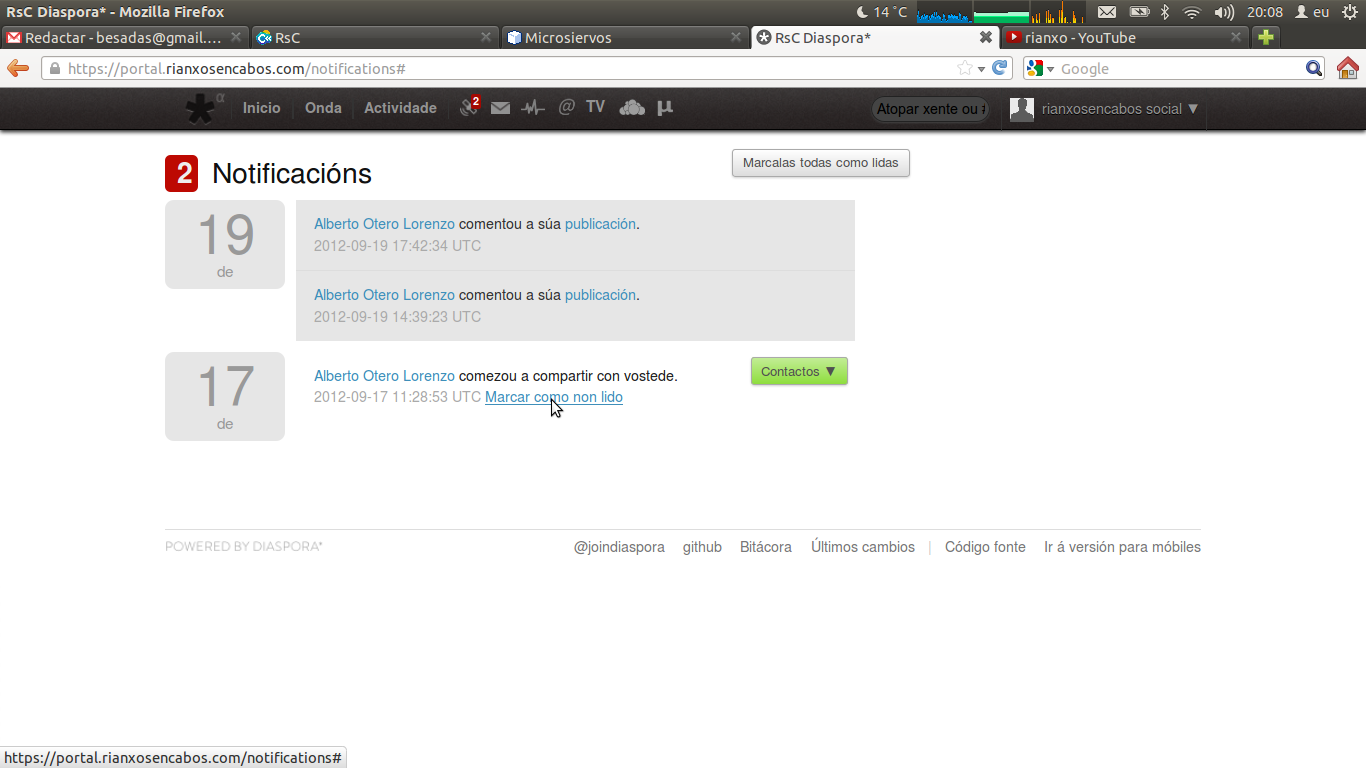 RsC Diaspora* - Mozilla Firefox 14 °C 20:08 eu
Redactar - besadas@gmail.... RsC Microsiervos RsC Diaspora* rianxo - YouTube
https://portal.rianxosencabos.com/notifications# Google
α Inicio Onda Actividade 2 @ TV µ Atopar xente ou # rianxosencabos social ▼
2 Notificacións Marcalas todas como lidas
19
de
Alberto Otero Lorenzo comentou a súa publicación.
2012-09-19 17:42:34 UTC
Alberto Otero Lorenzo comentou a súa publicación.
2012-09-19 14:39:23 UTC
17
de
Alberto Otero Lorenzo comezou a compartir con vostede. Contactos ▼
2012-09-17 11:28:53 UTC Marcar como non lido
POWERED BY DIASPORA* @joindiaspora github Bitácora Últimos cambios | Código fonte Ir á versión para móbiles
https://portal.rianxosencabos.com/notifications#